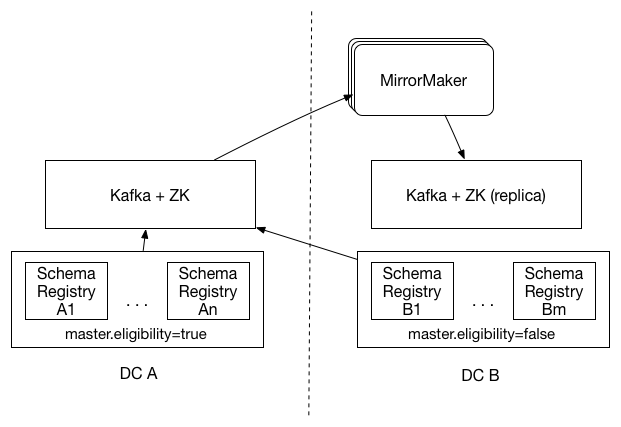 MirrorMaker
Kafka + ZK
Kafka + ZK (replica)
Schema
Registry
A1
. . .
Schema
Registry
An
master.eligibility=true
Schema
Registry
B1
. . .
Schema
Registry
Bm
master.eligibility=false
DC A
DC B